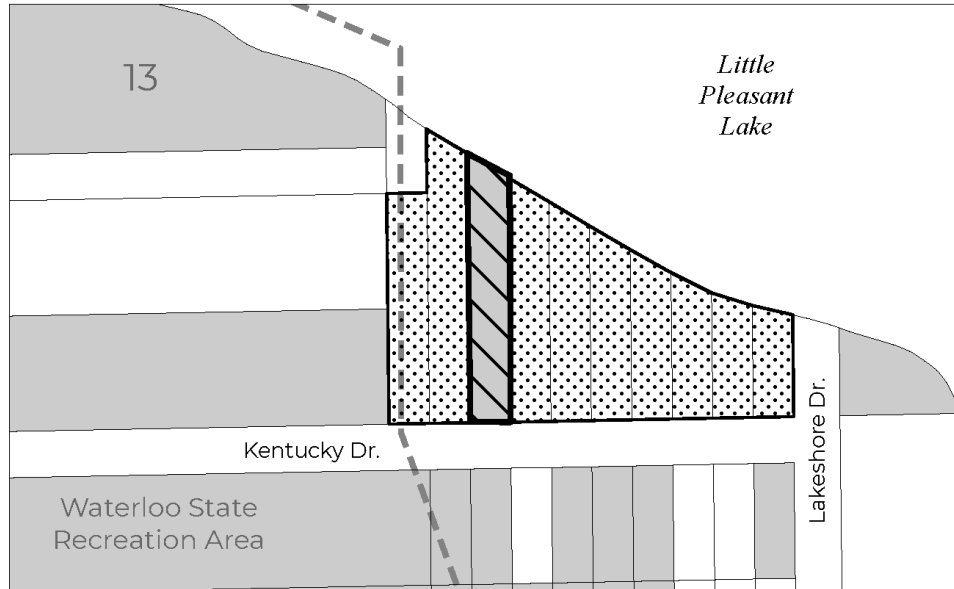 13
Little
Pleasant
Lake
Kentucky Dr.
Lakeshore Dr.
Waterloo State
Recreation Area